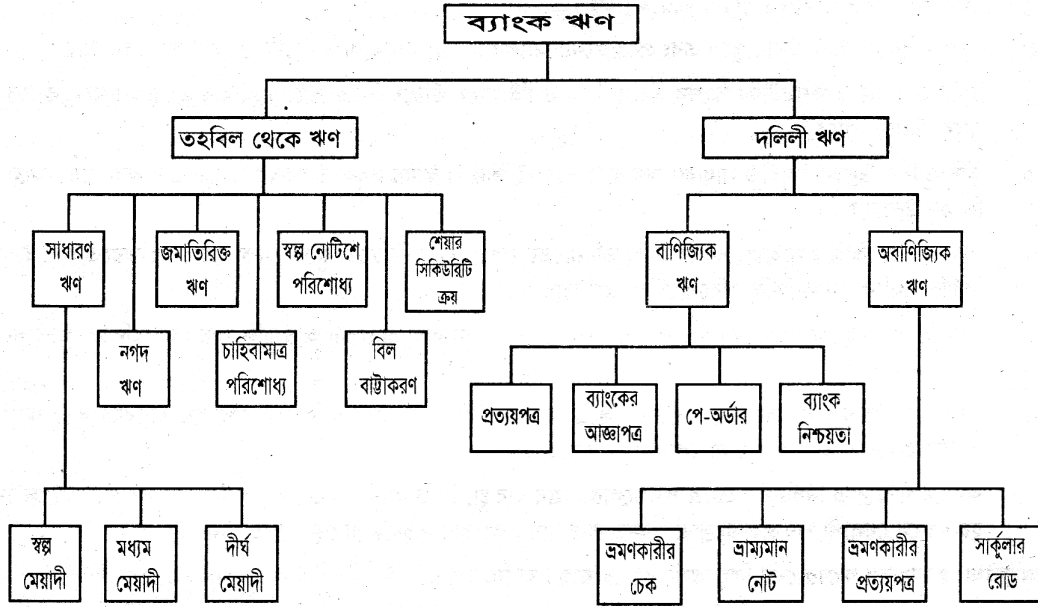 ব্যাংক ঋণ
তহবিল থেকে ঋণ
দলিলী ঋণ
সাধারণ
ঋণ
জমাতিরিক্ত
ঋণ
স্বল্প নোটিশে
পরিশোধ্য
শেয়ার
সিকিউরিটি
ক্রয়
বাণিজ্যিক
ঋণ
অবাণিজ্যিক
ঋণ
নগদ
ঋণ
চাহিবামাত্র
পরিশোধ্য
বিল
বাট্টাকরণ
প্রত্যয়পত্র
ব্যাংকের
আজ্ঞাপত্র
পে-অর্ডার
ব্যাংক
নিশ্চয়তা
স্বল্প
মেয়াদী
মধ্যম
মেয়াদী
দীর্ঘ
মেয়াদী
ভ্রমণকারীর
চেক
ভ্রাম্যমান
নোট
ভ্রমণকারীর
প্রত্যয়পত্র
সার্কুলার
রোড